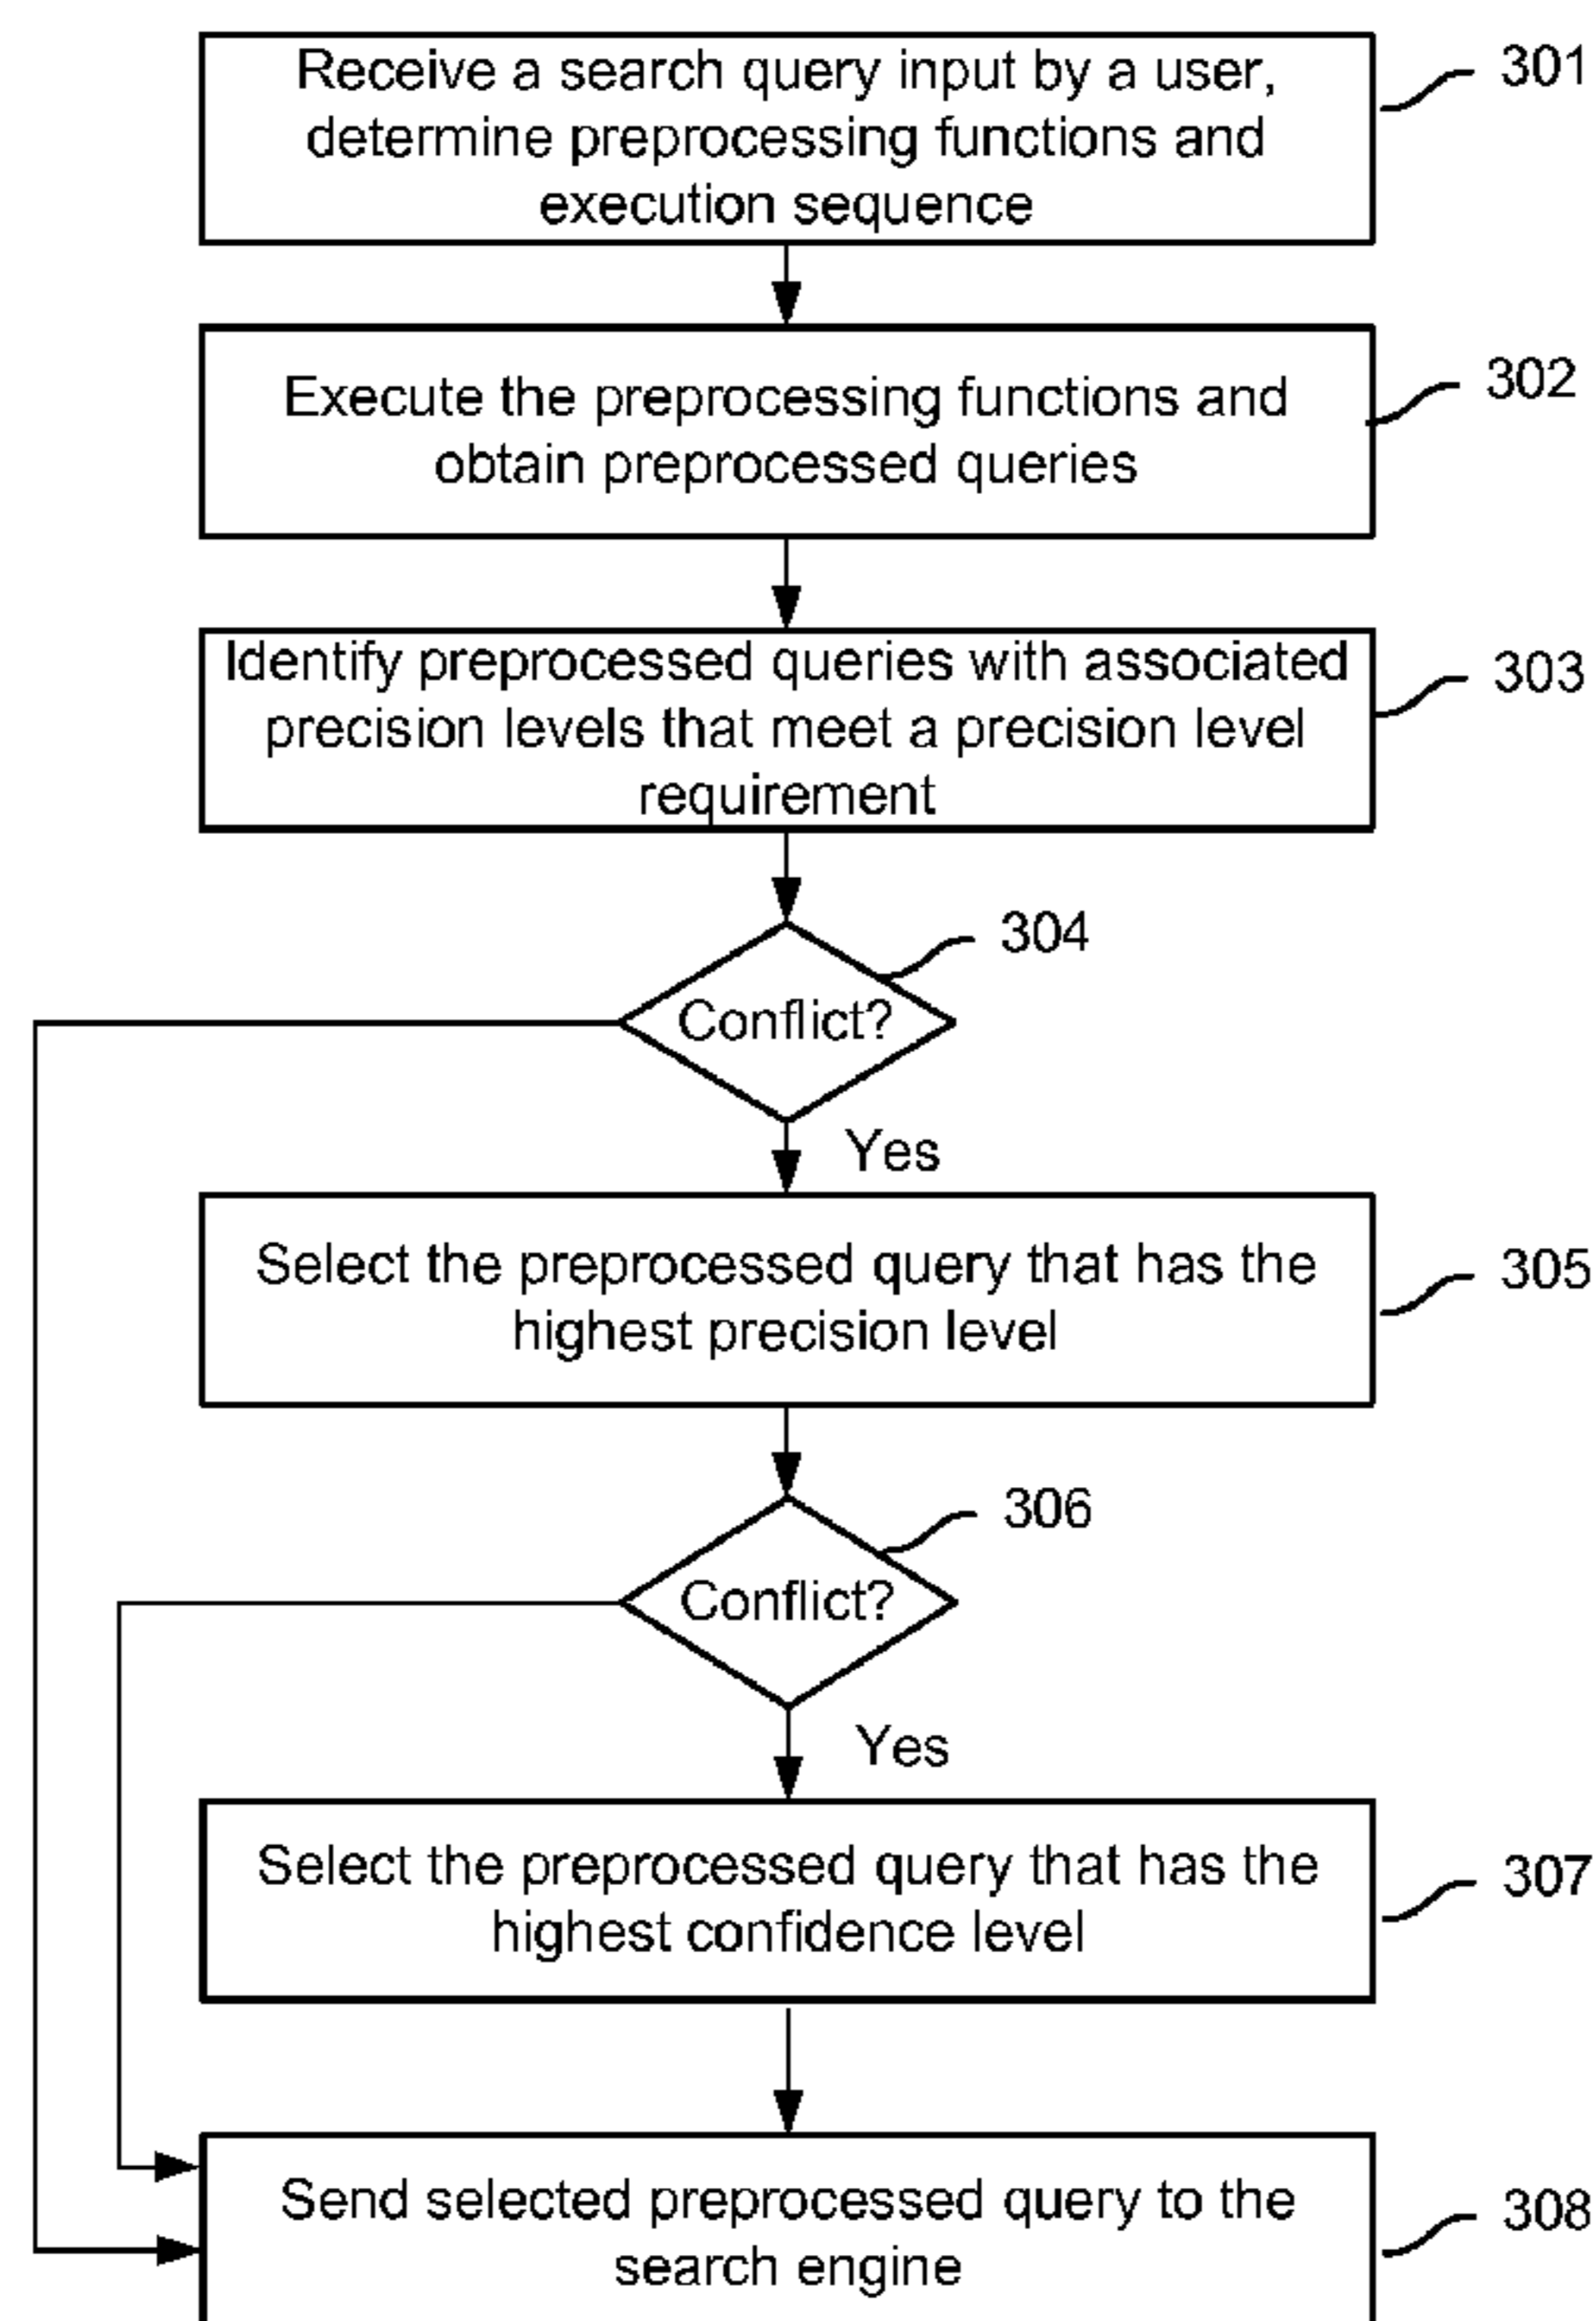 Receive a search query input by a user,
determine preprocessing functions and
execution sequence
301
Execute the preprocessing functions and
obtain preprocessed queries
302
Identify preprocessed queries with associated
precision levels that meet a precision level
requirement
303
304
Conflict?
Yes
Select the preprocessed query that has the
highest precision level
305
306
Conflict?
Yes
Select the preprocessed query that has the
highest confidence level
307
Send selected preprocessed query to the
search engine
308